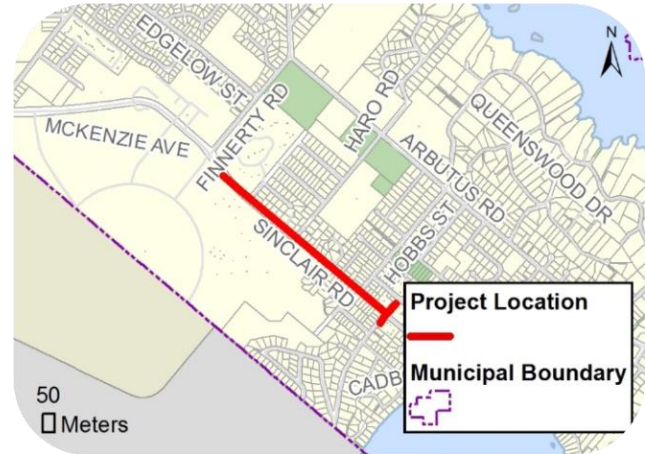 EDGELOW ST
FINNERTY RD
MCKENZIE AVE
HARO RD
N
QUEENSWOOD DR
ARBUTUS RD
HOBBS ST
SINCLAIR RD
Project Location
Municipal Boundary
50
Meters